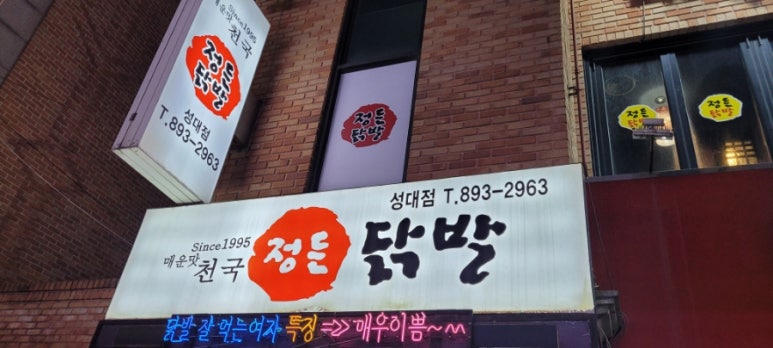 Since1995
매운맛 천국
정든
닭발
성대점
T.893-2963
정든
닭발
정든
닭발
정든
닭발
성대점 T.893-2963
Since1995
매운맛 천국
정든 닭발
닭발 잘 먹는여자 특징 => 매우이쁨~^^